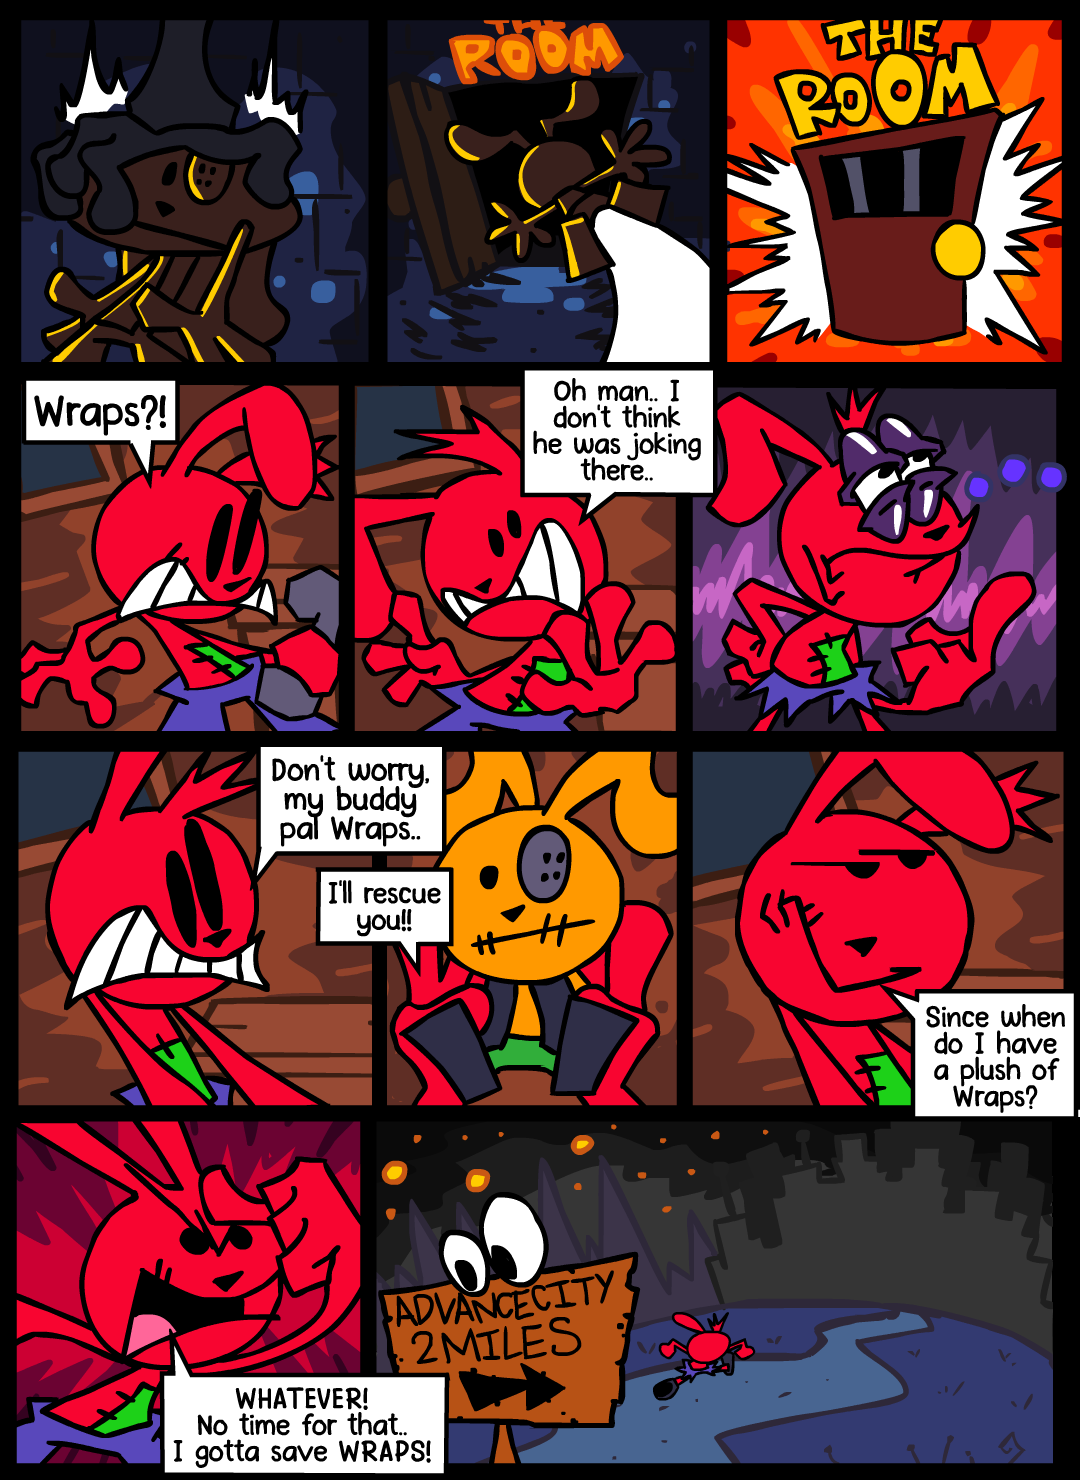 THE
ROOM
THE
ROOM
Wraps?!
Oh man.. I
don't think
he was joking
there..
Don't worry,
my buddy
pal Wraps..
I'll rescue
you!!
Since when
do I have
a plush of
Wraps?
WHATEVER!
No time for that..
I gotta save WRAPS!
ADVANCECITY
2 MILES